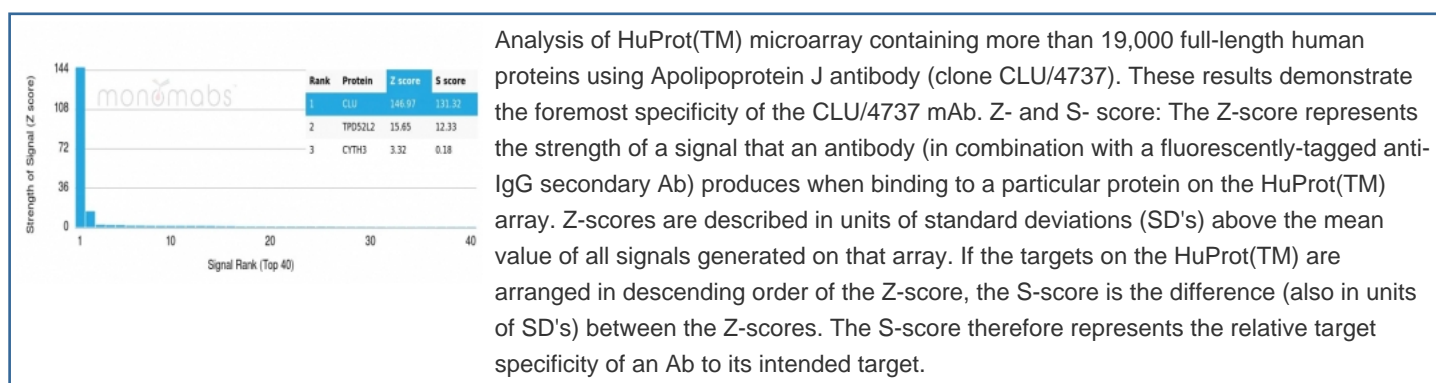 Strength of Signal (Z score)
144
108
72
36
0
monomabs
Rank Protein Z score S score
1 CLU 146.97 131.32
2 TPD52L2 15.65 12.33
3 CYTH3 3.32 0.18
1 10 20 30 40
Signal Rank (Top 40)
Analysis of HuProt(TM) microarray containing more than 19,000 full-length human
proteins using Apolipoprotein J antibody (clone CLU/4737). These results demonstrate
the foremost specificity of the CLU/4737 mAb. Z- and S- score: The Z-score represents
the strength of a signal that an antibody (in combination with a fluorescently-tagged anti-
IgG secondary Ab) produces when binding to a particular protein on the HuProt(TM)
array. Z-scores are described in units of standard deviations (SD's) above the mean
value of all signals generated on that array. If the targets on the HuProt(TM) are
arranged in descending order of the Z-score, the S-score is the difference (also in units
of SD's) between the Z-scores. The S-score therefore represents the relative target
specificity of an Ab to its intended target.